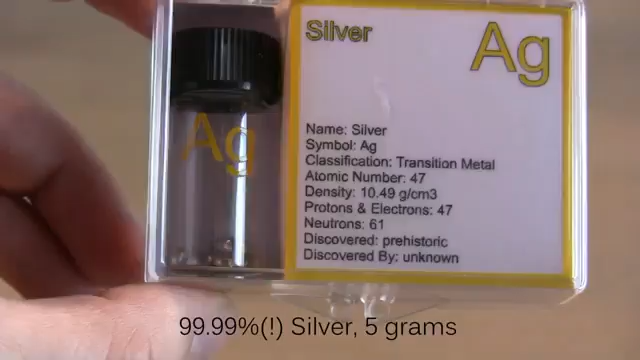 Silver
Ag
Ag
Name: Silver
Symbol: Ag
Classification: Transition Metal
Atomic Number: 47
Density: 10.49 g/cm3
Protons & Electrons: 47
Neutrons: 61
Discovered: prehistoric
Discovered By: unknown
99.99%(!) Silver, 5 grams